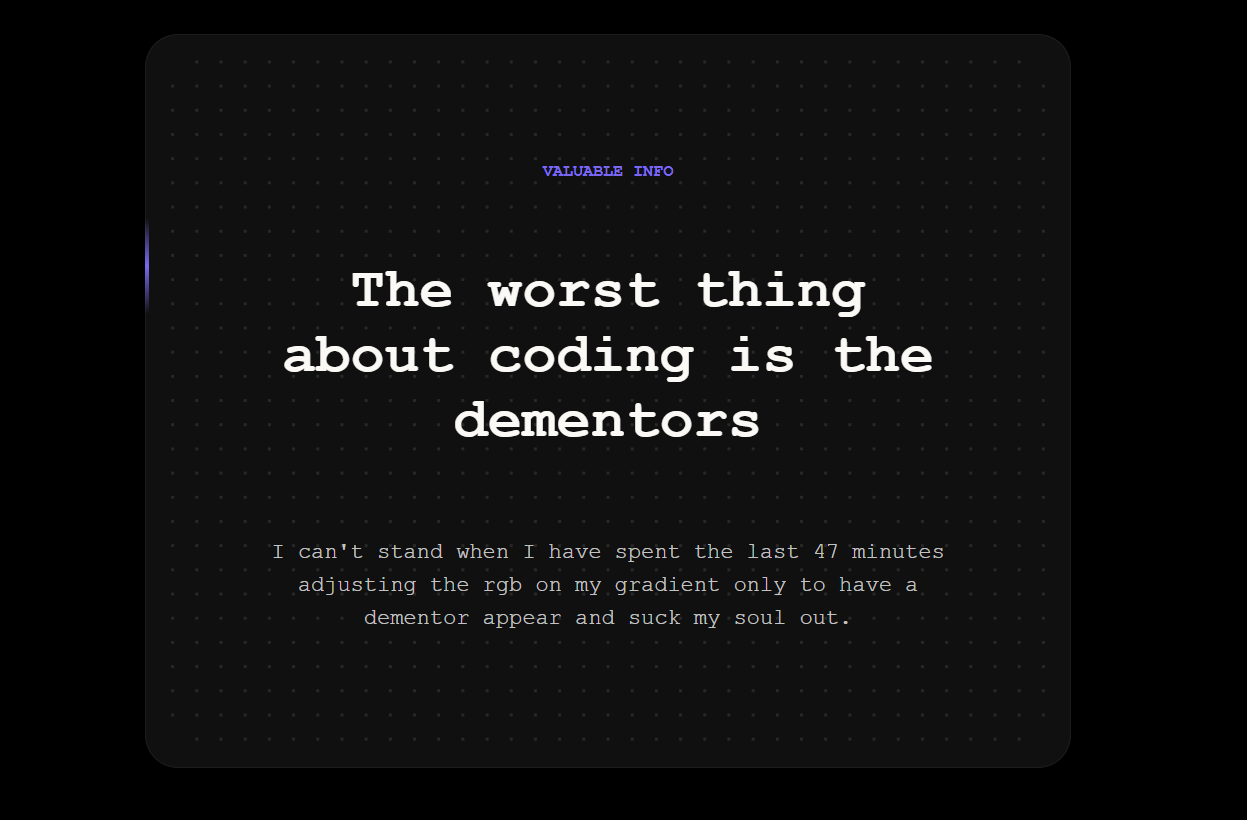 VALUABLE INFO
The worst thing
about coding is the
dementors
I can't stand when I have spent the last 47 minutes
adjusting the rgb on my gradient only to have a
dementor appear and suck my soul out.